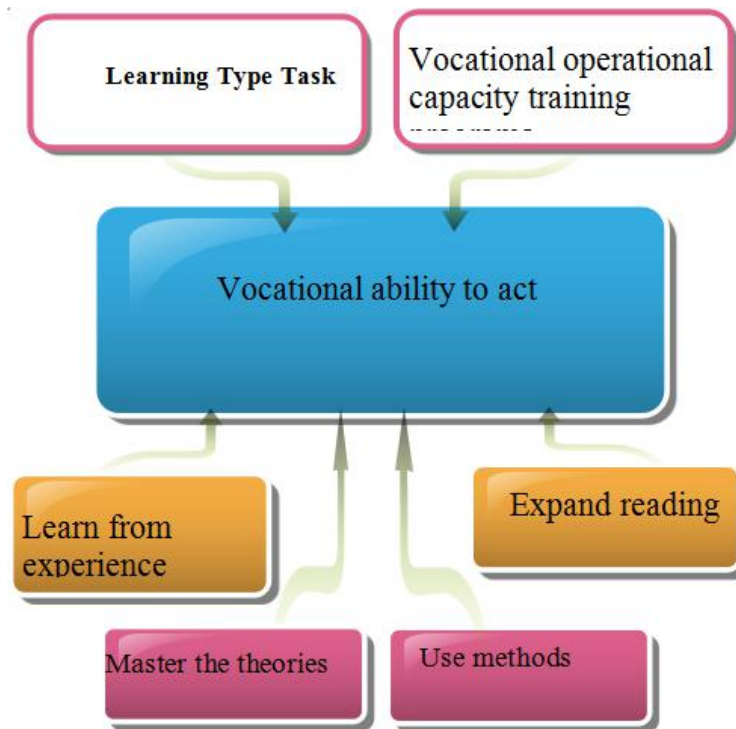 Learning Type Task
Vocational operational
capacity training
Vocational ability to act
Learn from
experience
Expand reading
Master the theories
Use methods